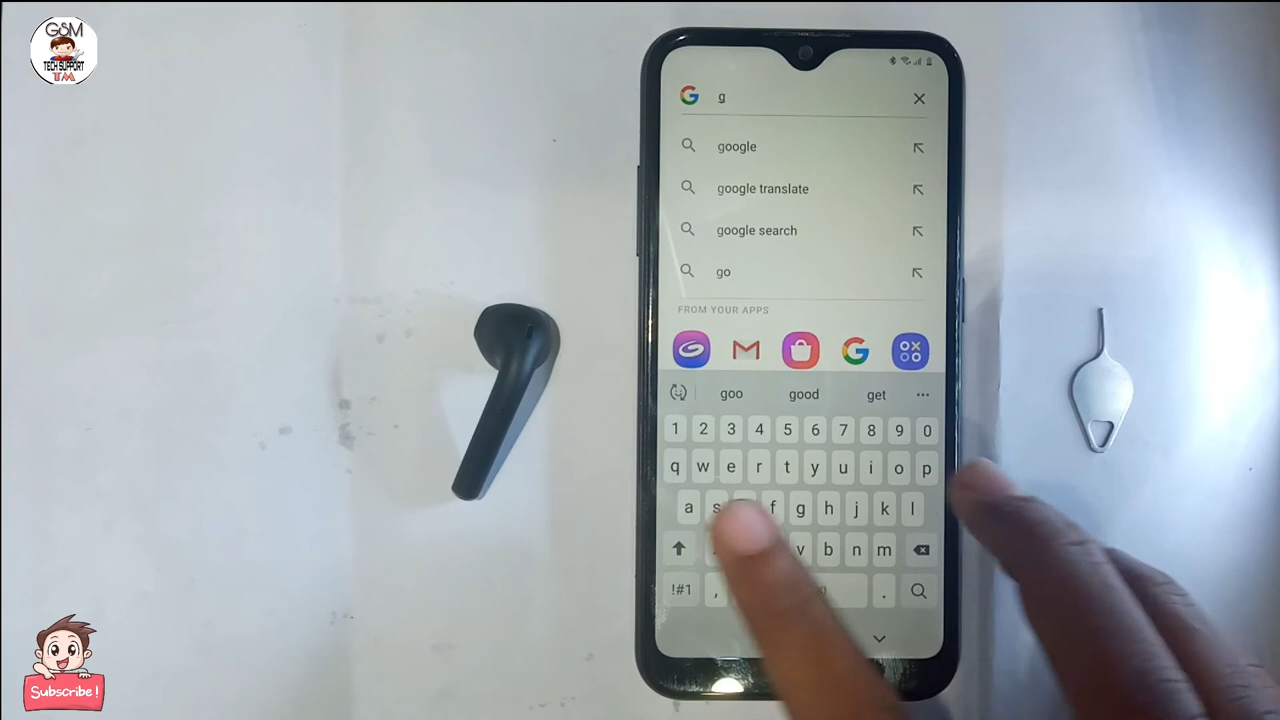 GSM
TECH SUPPORT
TM
g
google
google translate
google search
go
FROM YOUR APPS
goo good get
1 2 3 4 5 6 7 8 9 0
q w e r t y u i o p
a s f g h j k l
v b n m
!#1 , .
Subscribe!